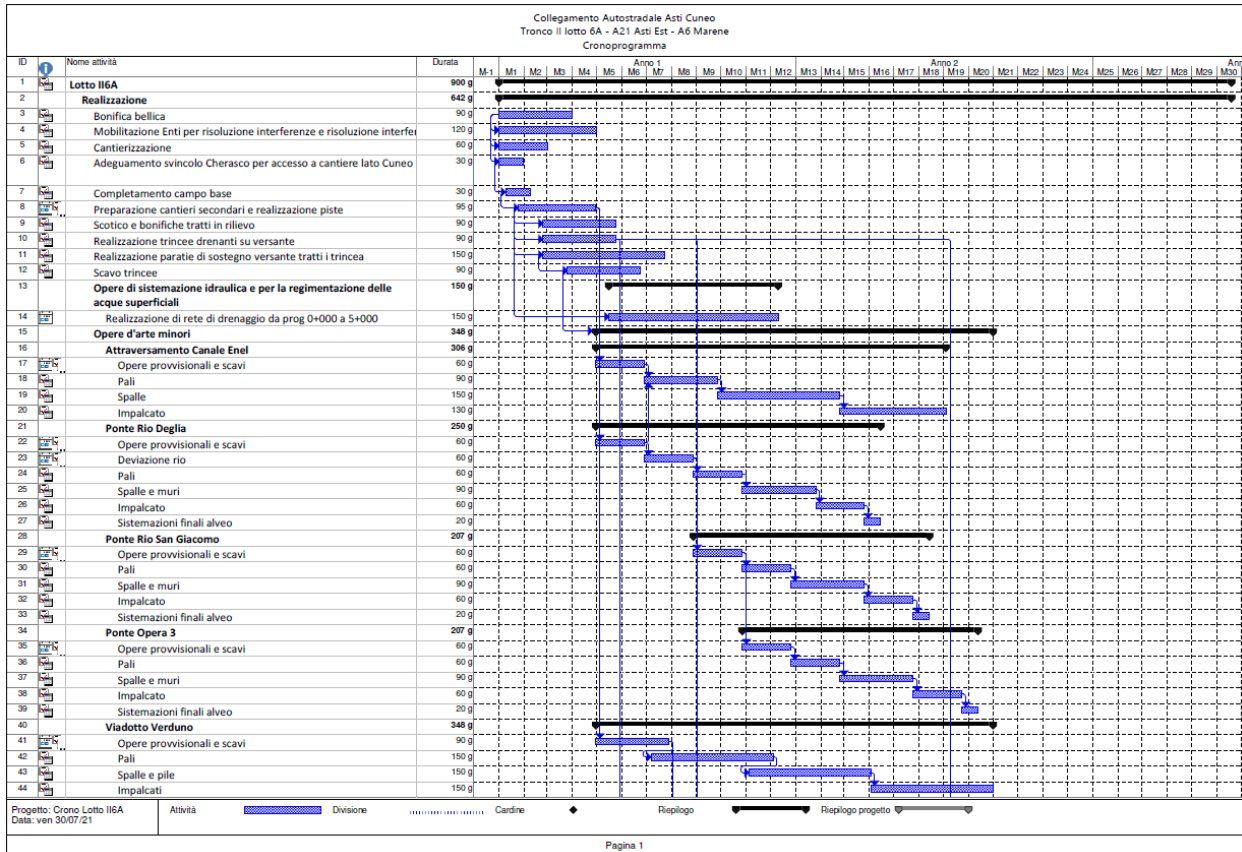 Collegamento Autostradale Asti Cuneo
Tronco II lotto 6A - A21 Asti Est - A6 Marene
Cronoprogramma
ID Nome attività Durata Anno 1 Anno 2 Ann
M-1 M1 M2 M3 M4 M5 M6 M7 M8 M9 M10 M11 M12 M13 M14 M15 M16 M17 M18 M19 M20 M21 M22 M23 M24 M25 M26 M27 M28 M29 M30
1 Lotto II6A 900 g
2 Realizzazione 642 g
3 Bonifica bellica 90 g
4 Mobilitazione Enti per risoluzione interferenze e risoluzione interfer 120 g
5 Cantierizzazione 60 g
6 Adeguamento svincolo Cherasco per accesso a cantiere lato Cuneo 30 g
7 Completamento campo base 30 g
8 Preparazione cantieri secondari e realizzazione piste 95 g
9 Scotico e bonifiche tratti in rilievo 90 g
10 Realizzazione trincee drenanti su versante 90 g
11 Realizzazione paratie di sostegno versante tratti i trincea 150 g
12 Scavo trincee 90 g
13 Opere di sistemazione idraulica e per la regimentazione delle 150 g
acque superficiali
14 Realizzazione di rete di drenaggio da prog 0+000 a 5+000 150 g
15 Opere d'arte minori 348 g
16 Attraversamento Canale Enel 306 g
17 Opere provvisionali e scavi 60 g
18 Pali 90 g
19 Spalle 150 g
20 Impalcato 130 g
21 Ponte Rio Deglia 250 g
22 Opere provvisionali e scavi 60 g
23 Deviazione rio 60 g
24 Pali 60 g
25 Spalle e muri 90 g
26 Impalcato 60 g
27 Sistemazioni finali alveo 20 g
28 Ponte Rio San Giacomo 207 g
29 Opere provvisionali e scavi 60 g
30 Pali 60 g
31 Spalle e muri 90 g
32 Impalcato 60 g
33 Sistemazioni finali alveo 20 g
34 Ponte Opera 3 207 g
35 Opere provvisionali e scavi 60 g
36 Pali 60 g
37 Spalle e muri 90 g
38 Impalcato 60 g
39 Sistemazioni finali alveo 20 g
40 Viadotto Verduno 348 g
41 Opere provvisionali e scavi 90 g
42 Pali 150 g
43 Spalle e pile 150 g
44 Impalcati 150 g
Progetto: Crono Lotto II6A Attività Divisione Cardine Riepilogo Riepilogo progetto
Data: ven 30/07/21
Pagina 1